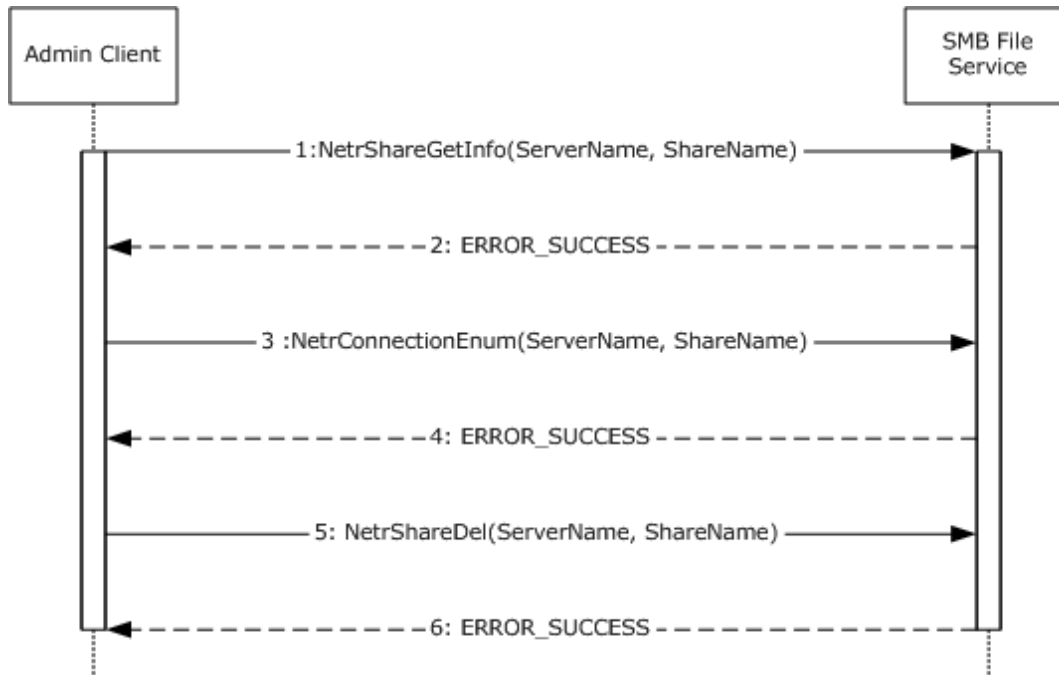 Admin Client
SMB File
Service
1:NetrShareGetInfo(ServerName, ShareName)
2: ERROR_SUCCESS
3 :NetrConnectionEnum(ServerName, ShareName)
4: ERROR_SUCCESS
5: NetrShareDel(ServerName, ShareName)
6: ERROR_SUCCESS